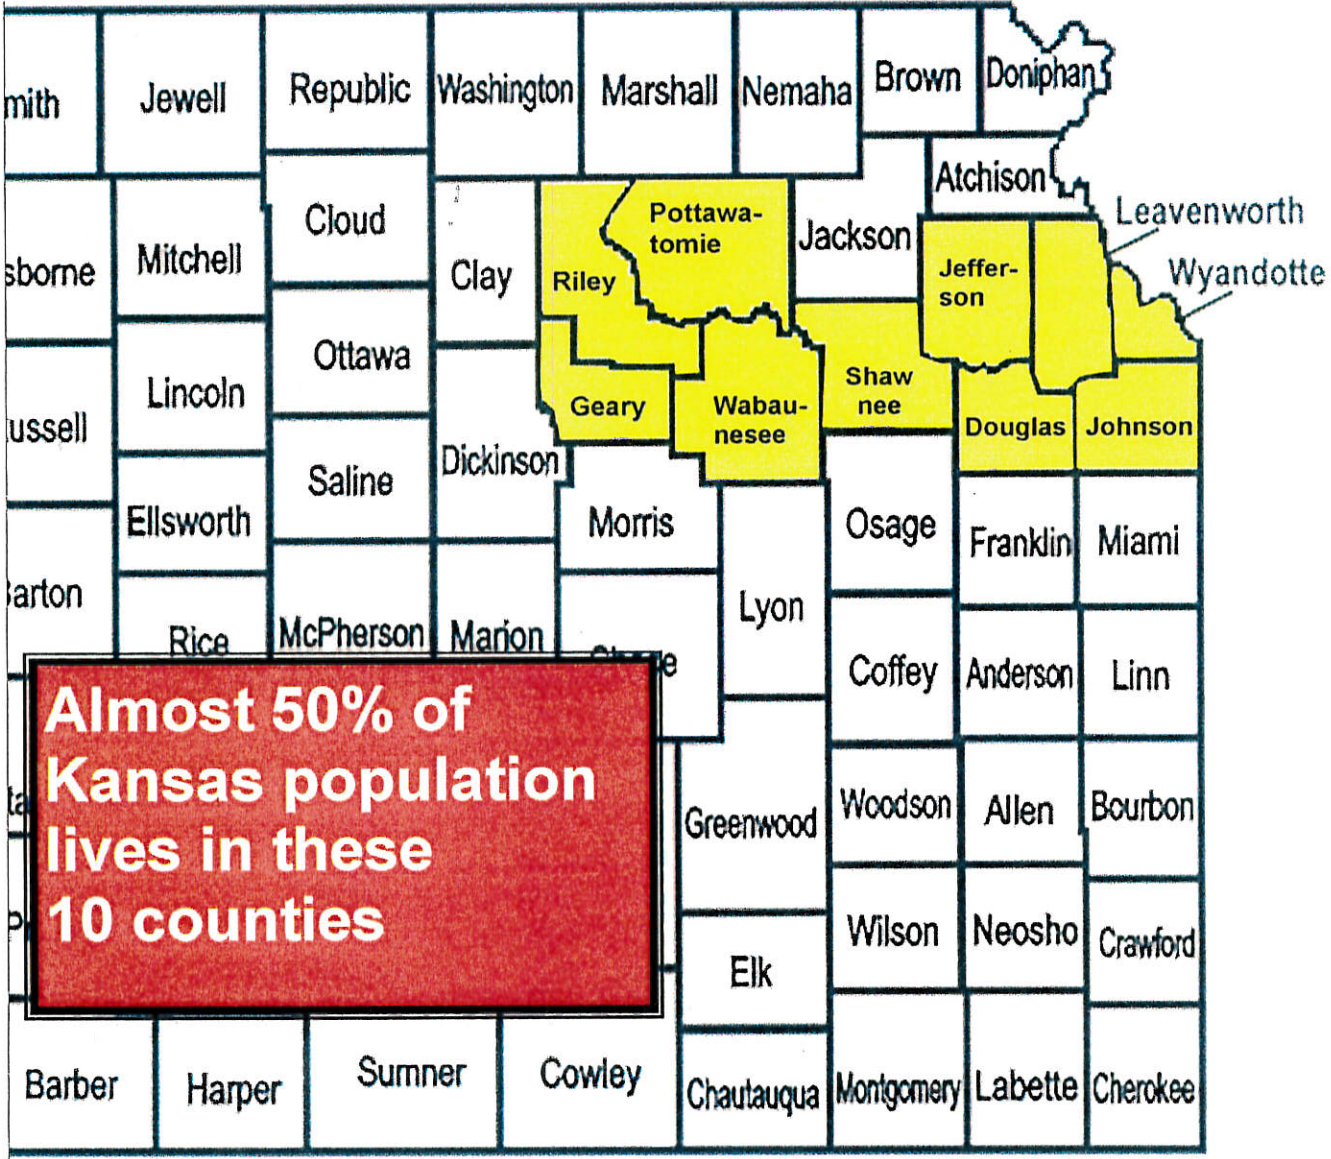 mith
Jewell
Republic
Washington
Marshall
Nemaha
Brown
Doniphan
Atchison
Leavenworth
Wyandotte
sborne
Mitchell
Cloud
Clay
Riley
Pottawa-
tomie
Jackson
Jeffer-
son
ussell
Lincoln
Ottawa
Dickinson
Geary
Wabau-
nesee
Shaw
nee
Douglas
Johnson
Ellsworth
Saline
Morris
Osage
Franklin
Miami
arton
Rice
McPherson
Marion
Lyon
Coffey
Anderson
Linn
Almost 50% of
Kansas population
lives in these
10 counties
Greenwood
Woodson
Allen
Bourbon
Elk
Wilson
Neosho
Crawford
Barber
Harper
Sumner
Cowley
Chautauqua
Montgomery
Labette
Cherokee